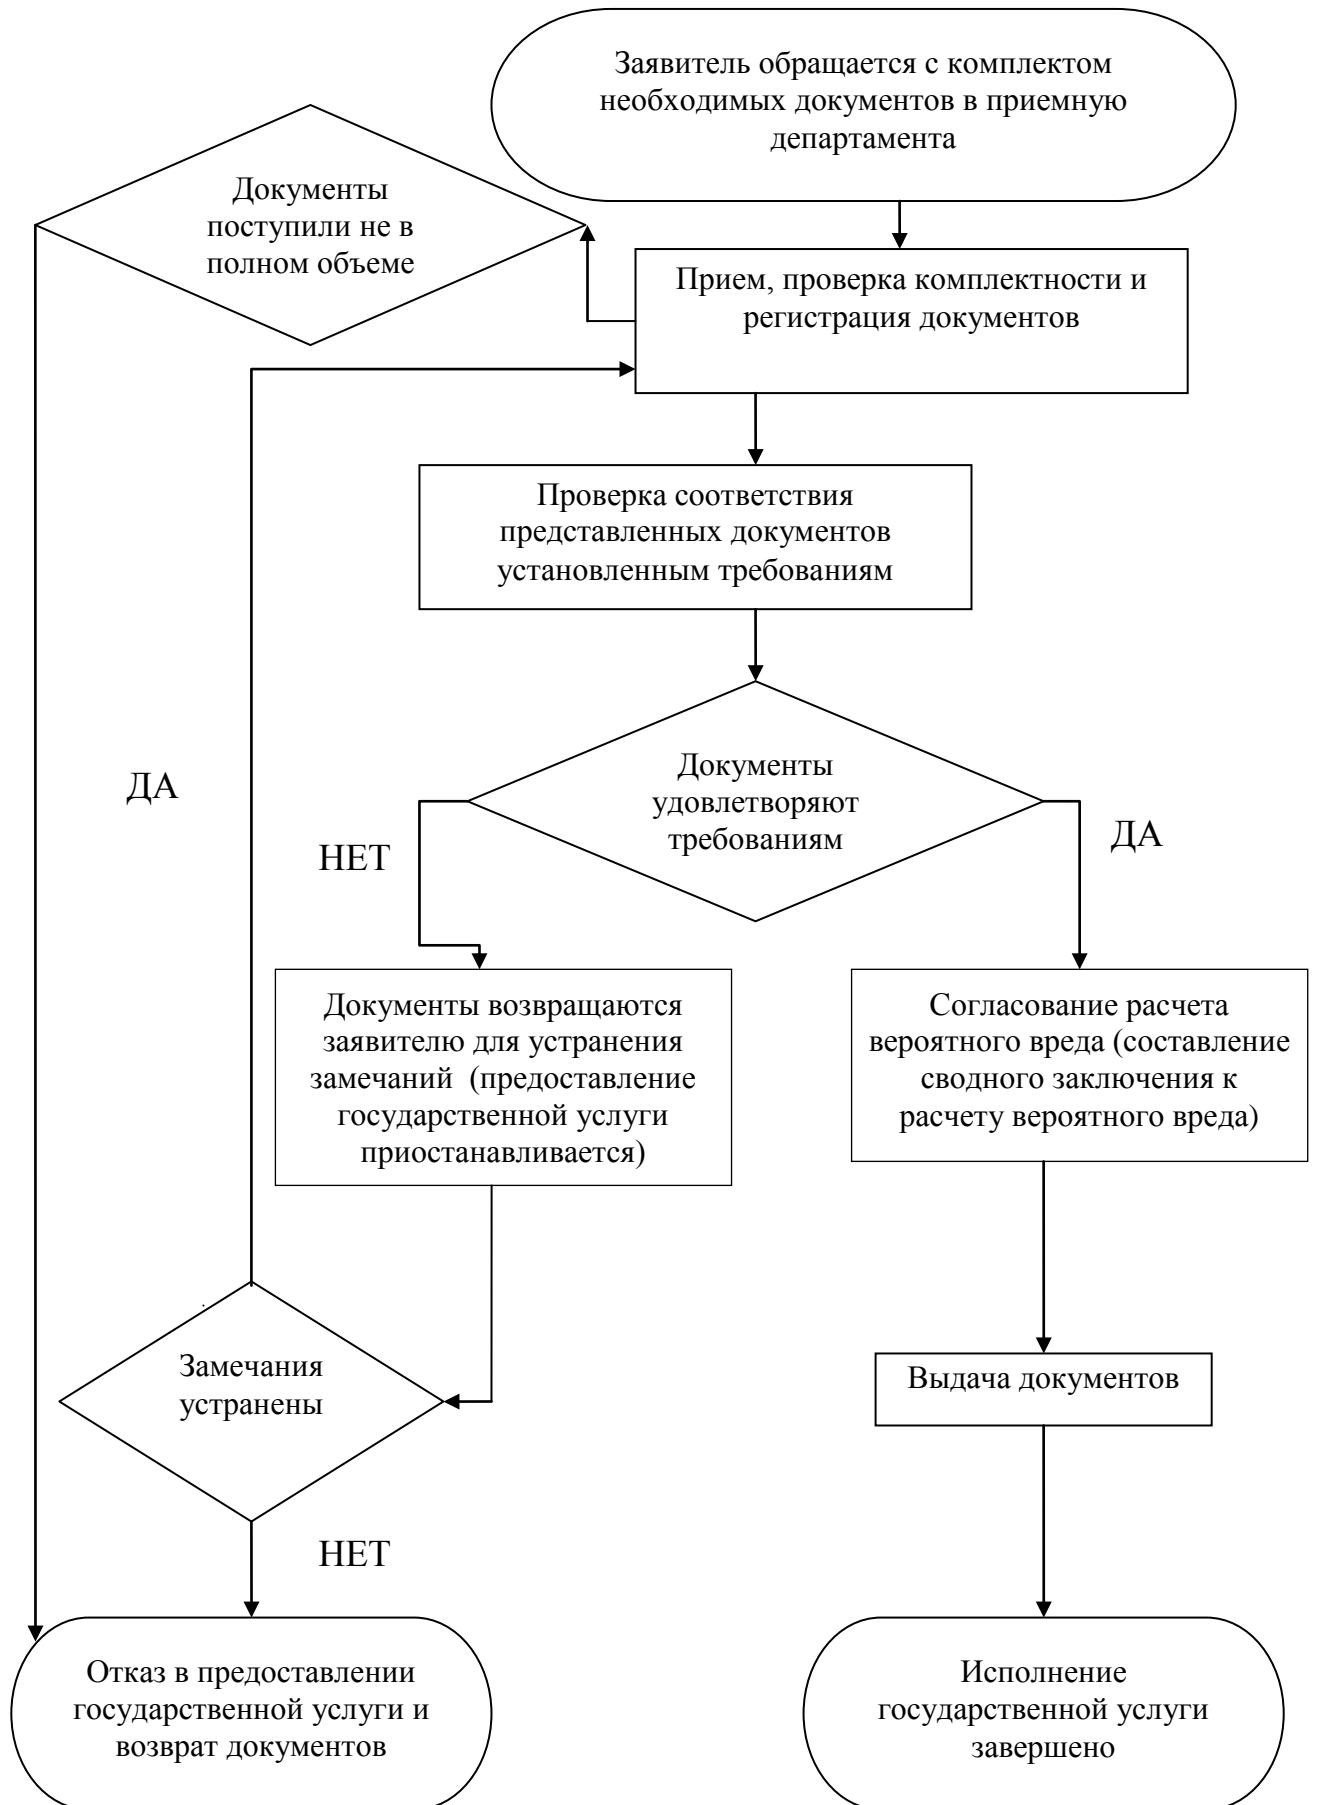 Заявитель обращается с комплектом
необходимых документов в приемную
департамента
Документы
поступили не в
полном объеме
Прием, проверка комплектности и
регистрация документов
Проверка соответствия
представленных документов
установленным требованиям
ДА
Документы
удовлетворяют
требованиям
НЕТ
ДА
Документы возвращаются
заявителю для устранения
замечаний (предоставление
государственной услуги
приостанавливается)
Согласование расчета
вероятного вреда (составление
сводного заключения к
расчету вероятного вреда)
Замечания
устранены
Выдача документов
НЕТ
Отказ в предоставлении
государственной услуги и
возврат документов
Исполнение
государственной услуги
завершено